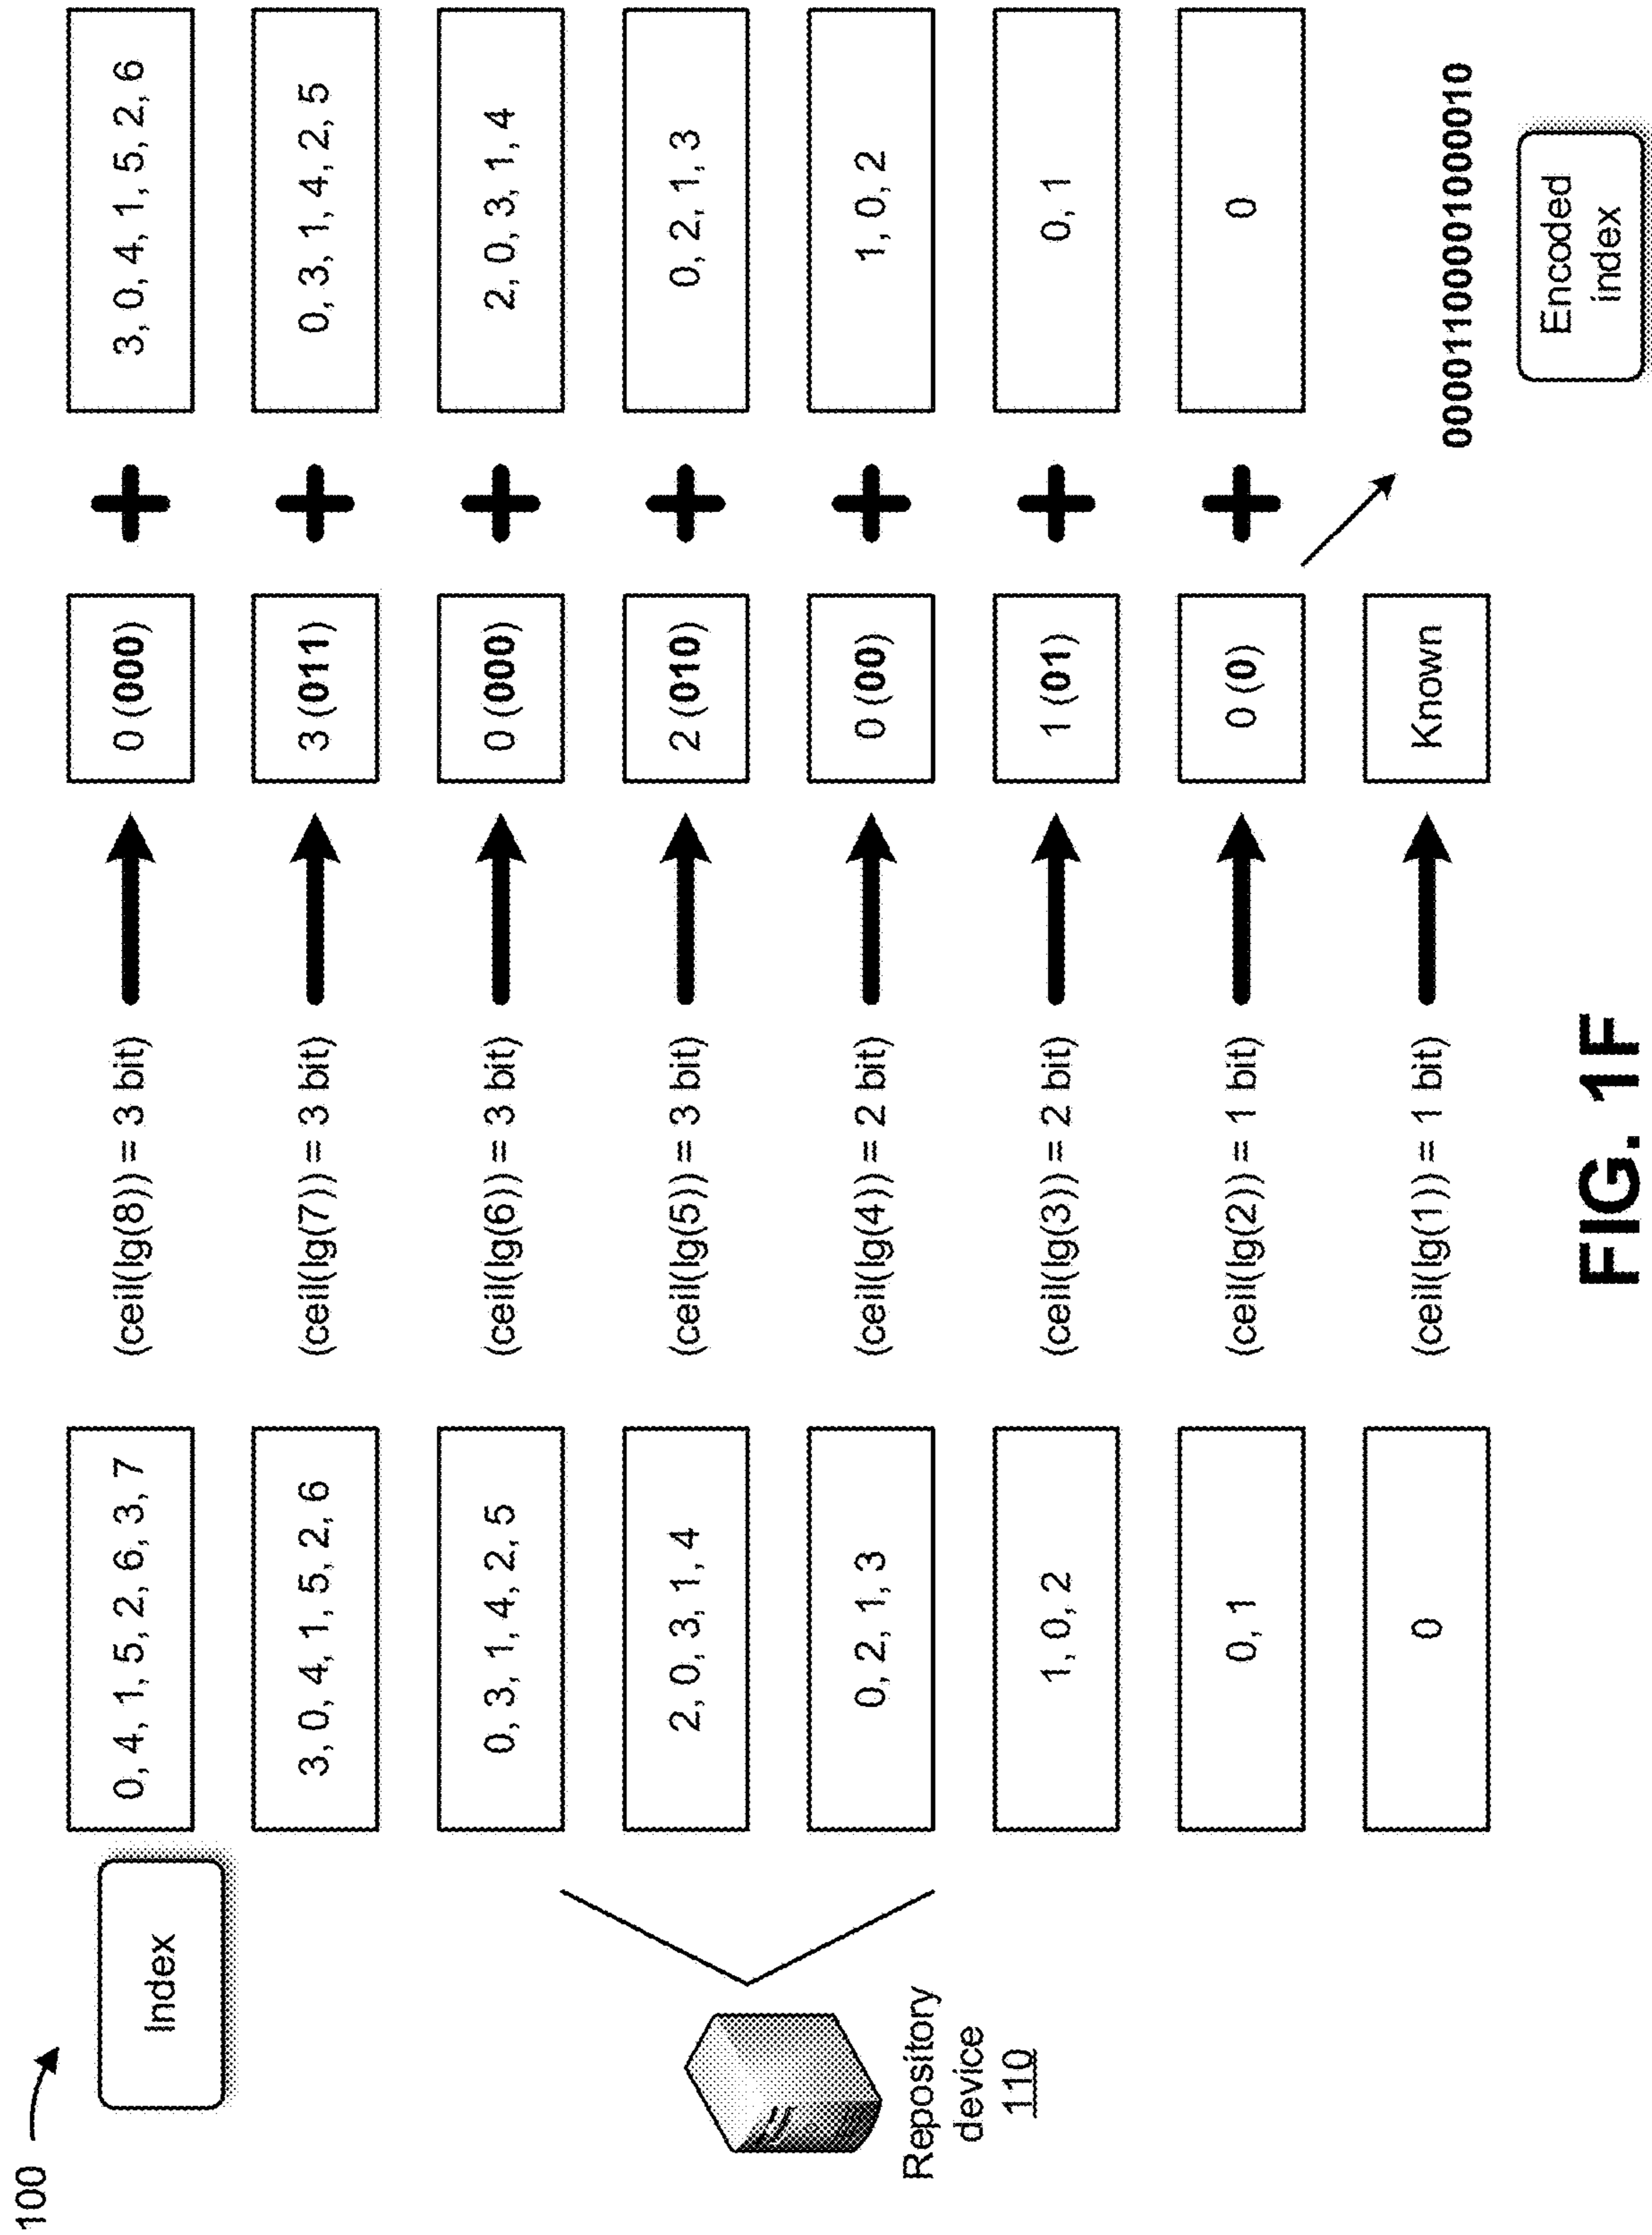 100
Index
0, 4, 1, 5, 2, 6, 3, 7
(ceil(lg(8)) = 3 bit)
0 (000)
+
3, 0, 4, 1, 5, 2, 6
3, 0, 4, 1, 5, 2, 6
(ceil(lg(7)) = 3 bit)
3 (011)
+
0, 3, 1, 4, 2, 5
0, 3, 1, 4, 2, 5
(ceil(lg(6)) = 3 bit)
0 (000)
+
2, 0, 3, 1, 4
2, 0, 3, 1, 4
(ceil(lg(5)) = 3 bit)
2 (010)
+
0, 2, 1, 3
Repository
device
110
0, 2, 1, 3
(ceil(lg(4)) = 2 bit)
0 (00)
+
1, 0, 2
1, 0, 2
(ceil(lg(3)) = 2 bit)
1 (01)
+
0, 1
0, 1
(ceil(lg(2)) = 1 bit)
0 (0)
+
0
0
(ceil(lg(1)) = 1 bit)
Known
00001100001000010
Encoded
index
FIG. 1F